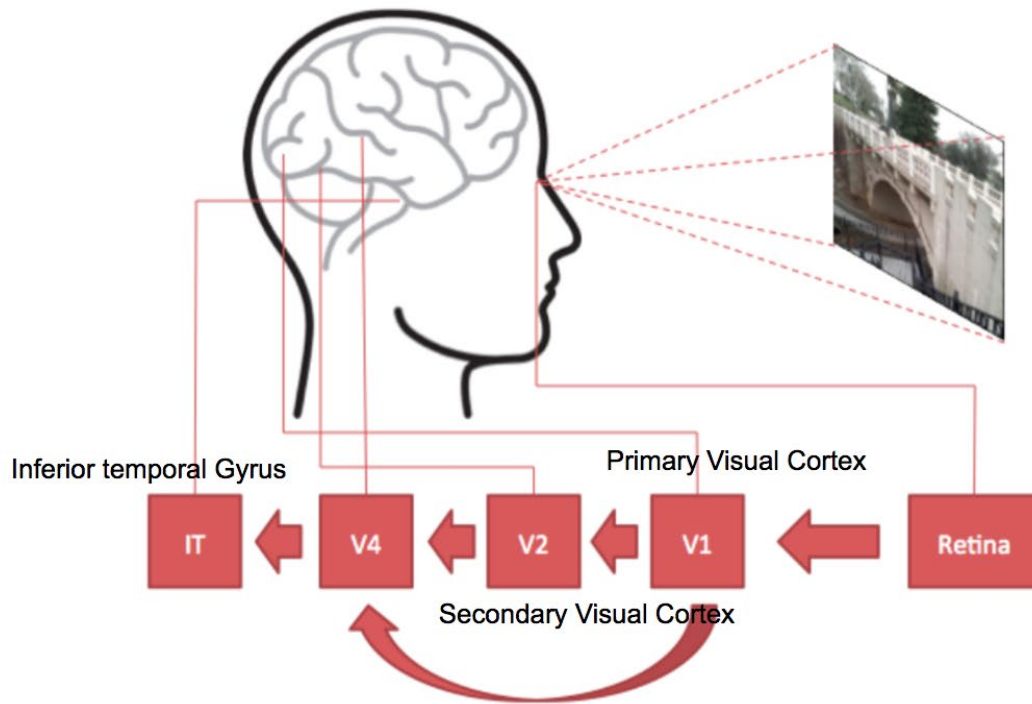 Inferior temporal Gyrus
Primary Visual Cortex
IT
V4
V2
V1
Retina
Secondary Visual Cortex